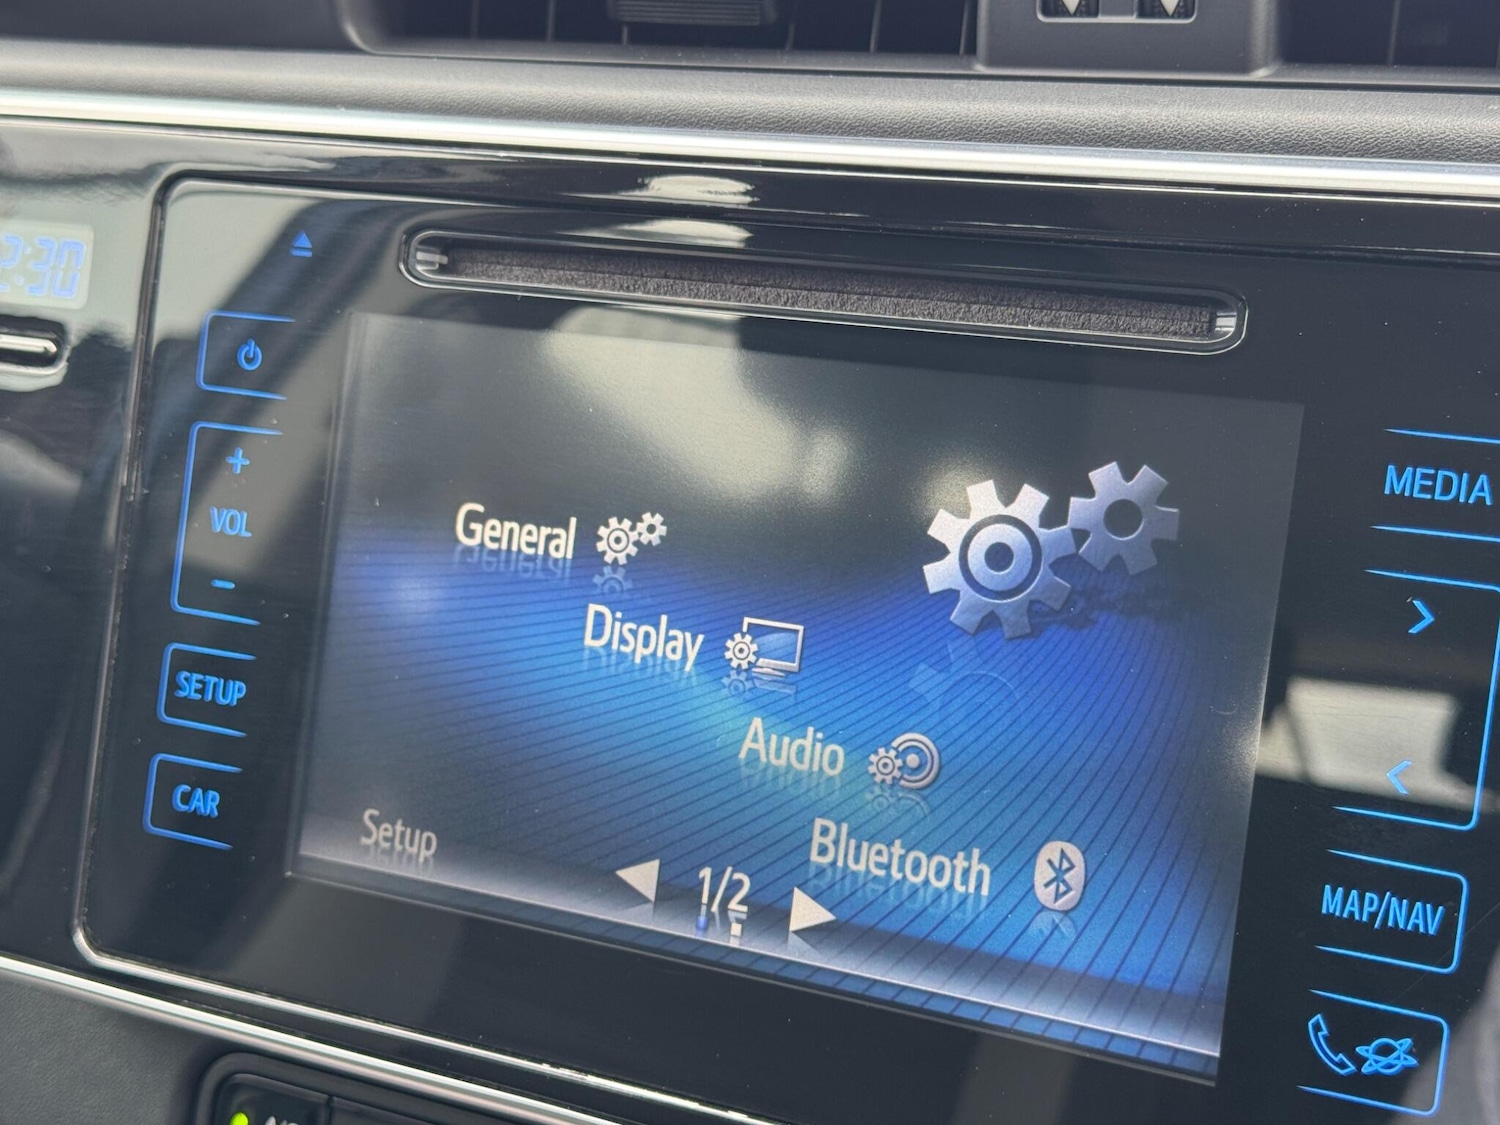 2:30
VOL
SETUP
CAR
General
Display
Audio
Bluetooth
Setup
1/2
MEDIA
MAP/NAV